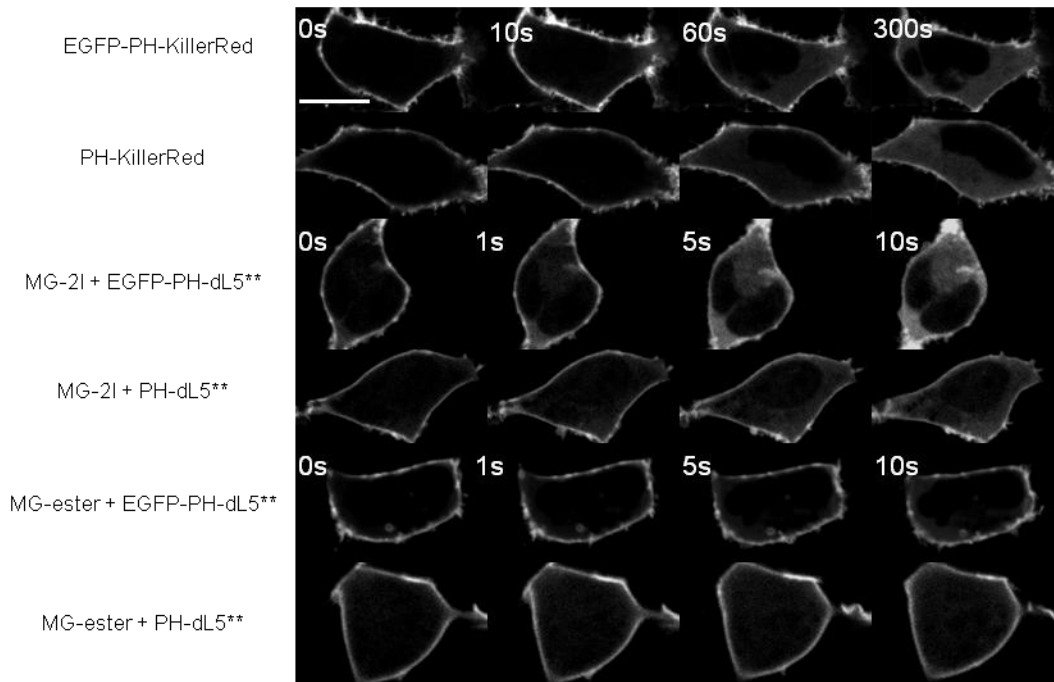 EGFP-PH-KillerRed
0s 10s 60s 300s
PH-KillerRed
0s 1s 5s 10s
MG-2I + EGFP-PH-dL5**
MG-2I + PH-dL5**
0s 1s 5s 10s
MG-ester + EGFP-PH-dL5**
MG-ester + PH-dL5**